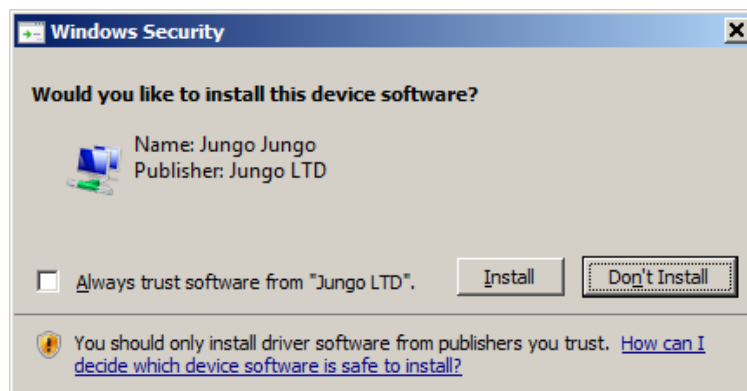 Windows Security
Would you like to install this device software?
Name: Jungo Jungo
Publisher: Jungo LTD
Always trust software from "Jungo LTD".
Install
Don't Install
You should only install driver software from publishers you trust. How can I
decide which device software is safe to install?